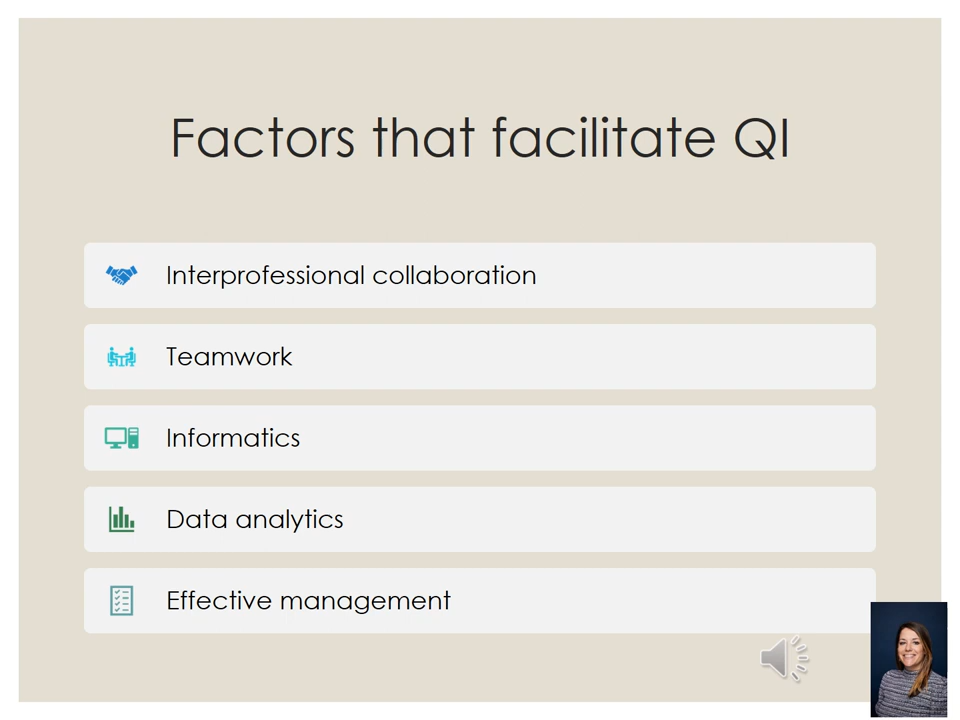 Factors that facilitate QI
Interprofessional collaboration
Teamwork
Informatics
Data analytics
Effective management